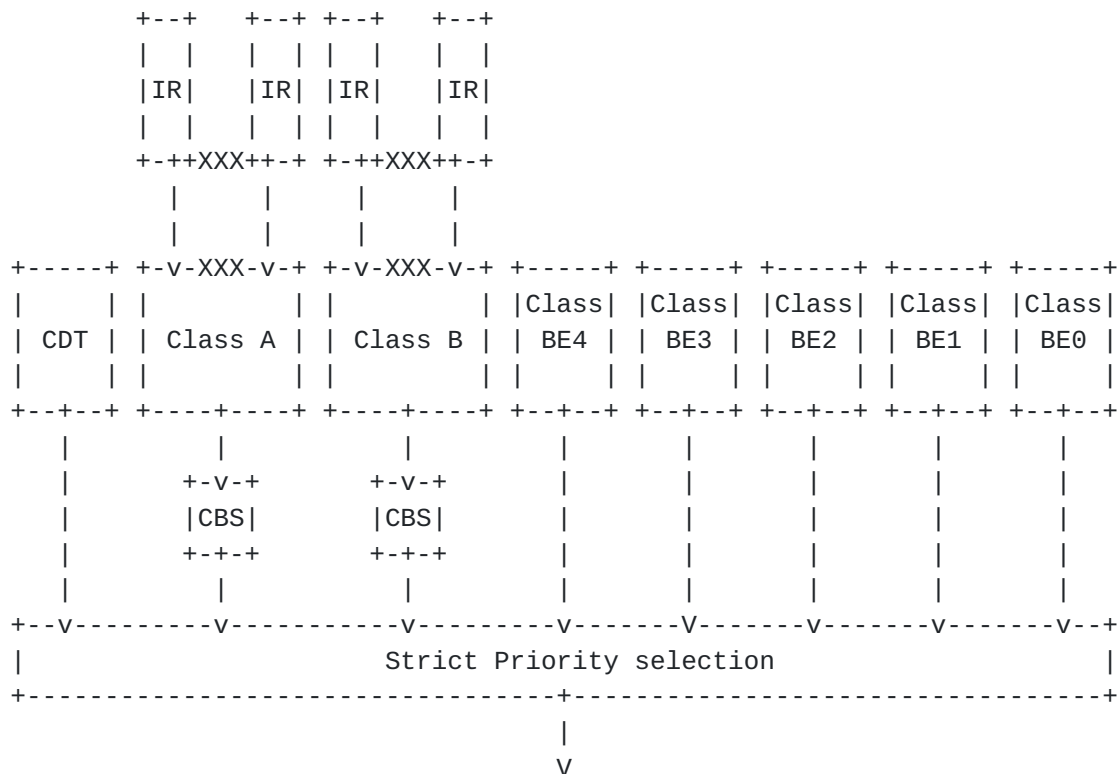 +--+   +--+ +--+   +--+
      |  |   |  | |  |   |  |
      |IR|   |IR| |IR|   |IR|
      |  |   |  | |  |   |  |
      +-++XXX++-+ +-++XXX++-+
        |     |     |     |
        |     |     |     |
+-----+ +-v-XXX-v-+ +-v-XXX-v-+ +-----+ +-----+ +-----+ +-----+ +-----+
|     | |         | |         | |Class| |Class| |Class| |Class| |Class|
| CDT | | Class A | | Class B | | BE4 | | BE3 | | BE2 | | BE1 | | BE0 |
|     | |         | |         | |     | |     | |     | |     | |     |
+--+--+ +----+----+ +----+----+ +--+--+ +--+--+ +--+--+ +--+--+ +--+--+
   |         |           |         |       |       |       |       |
   |       +-v-+       +-v-+       |       |       |       |       |
   |       |CBS|       |CBS|       |       |       |       |       |
   |       +-+-+       +-+-+       |       |       |       |       |
   |         |           |         |       |       |       |       |
+--v---------v-----------v---------v-------V-------v-------v-------v--+
|                       Strict Priority selection                     |
+----------------------------------+----------------------------------+
                                   |
                                   V